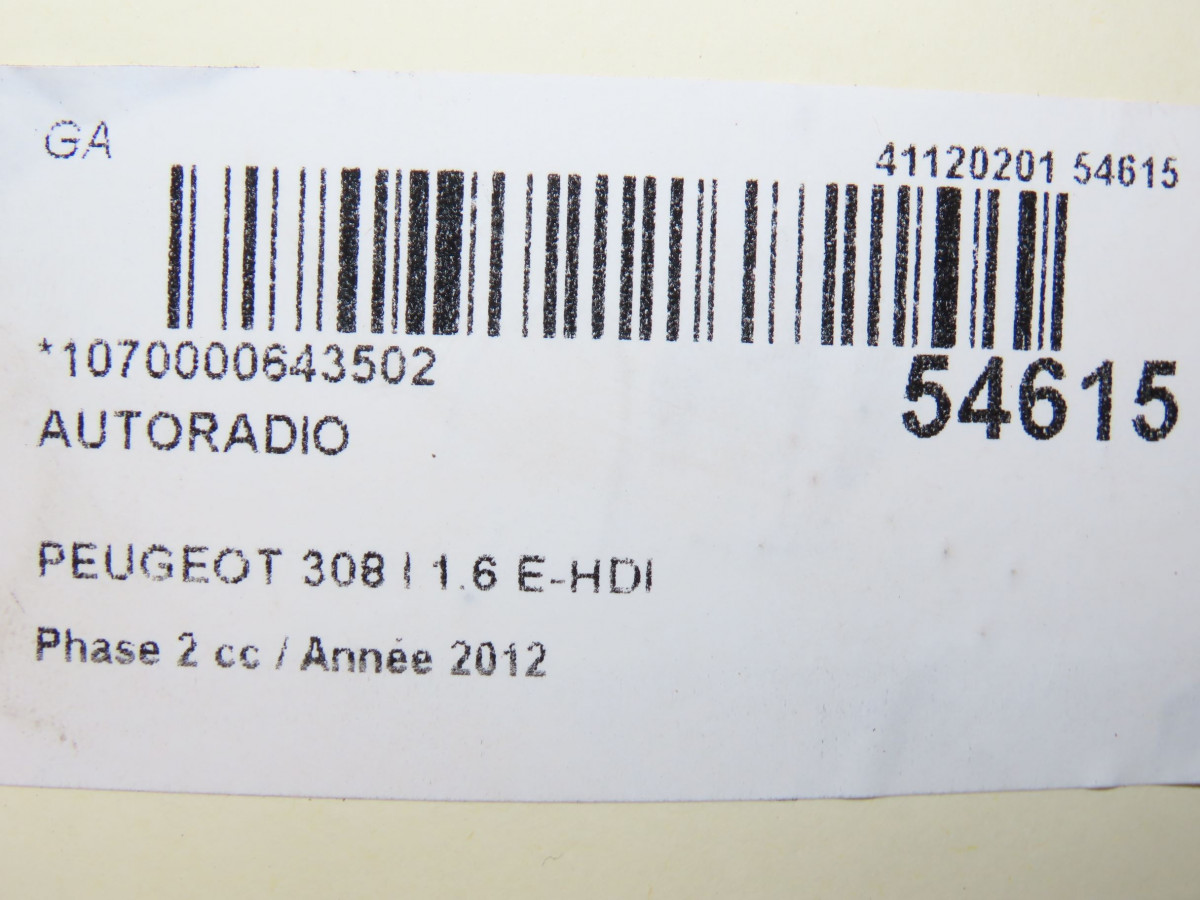 GA
41120201 54615
*1070000643502
54615
AUTORADIO
PEUGEOT 308 I 1.6 E-HDI
Phase 2 cc / Année 2012